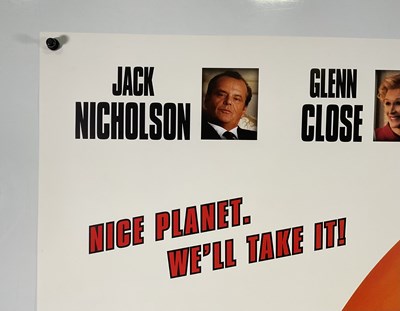 JACK
NICHOLSON
GLENN
CLOSE
NICE PLANET.
WE'LL TAKE IT!